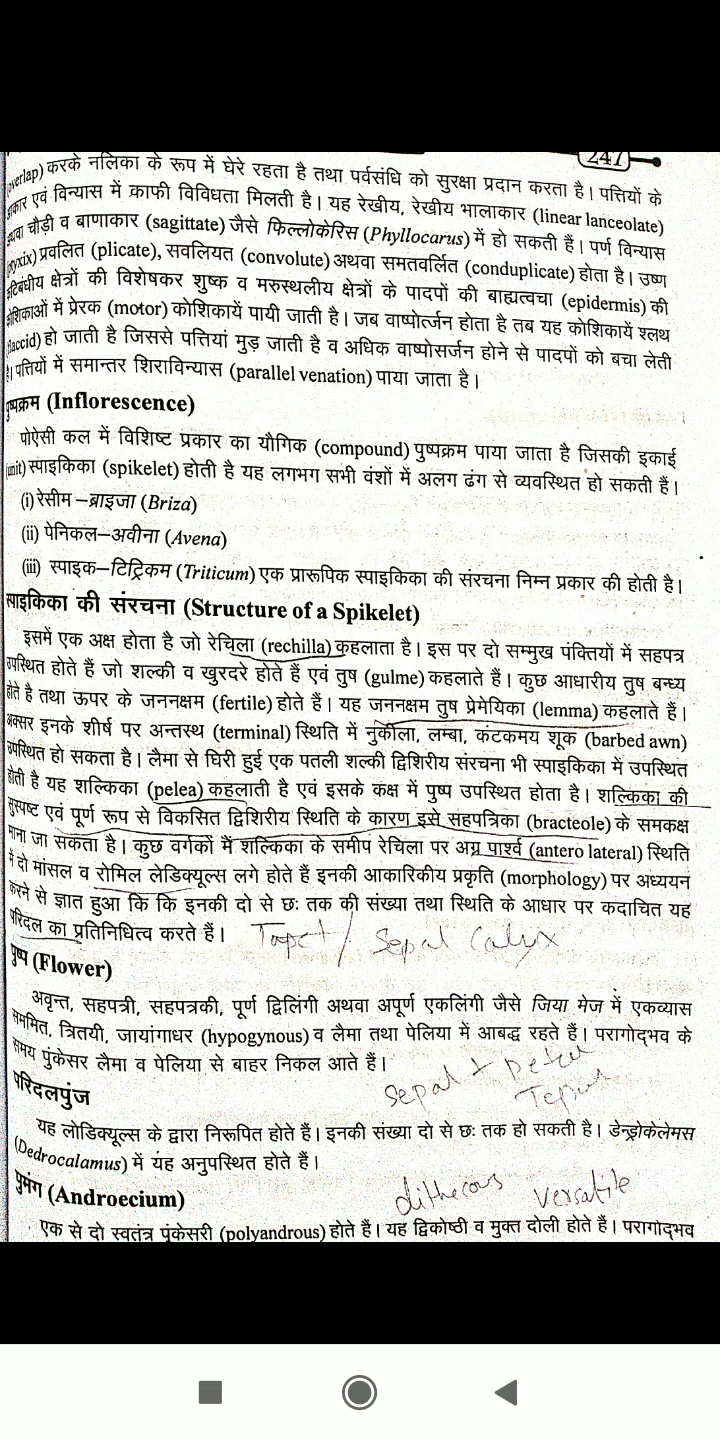 247
overlap) करके नलिका के रूप में घेरे रहता है तथा पर्वसंधि को सुरक्षा प्रदान करता है। पत्तियों के
आकार एवं विन्यास में काफी विविधता मिलती है। यह रेखीय, रेखीय भालाकार (linear lanceolate)
चौड़ी व बाणाकार (sagittate) जैसे फिल्लोकेरिस (Phyllocarus) में हो सकती हैं। पर्ण विन्यास
प्रवलित (plicate), सवलियत (convolute) अथवा समतवर्लित (conduplicate) होता है। उष्ण
क्षेत्रों की विशेषकर शुष्क व मरुस्थलीय क्षेत्रों के पादपों की बाह्यत्वचा (epidermis) की
कोशिकाओं में प्रेरक (motor) कोशिकायें पायी जाती है। जब वाष्पोर्त्जन होता है तब यह कोशिकायें श्लथ
हो जाती है जिससे पत्तियां मुड़ जाती है व अधिक वाष्पोसर्जन होने से पादपों को बचा लेती
है। पत्तियों में समान्तर शिराविन्यास (parallel venation) पाया जाता है।
पुष्पक्रम (Inflorescence)
पोऐसी कल में विशिष्ट प्रकार का यौगिक (compound) पुष्पक्रम पाया जाता है जिसकी इकाई
(unit) स्पाइकिका (spikelet) होती है यह लगभग सभी वंशों में अलग ढंग से व्यवस्थित हो सकती हैं।
(i) रेसीम –ब्राइजा (Briza)
(ii) पेनिकल–अवीना (Avena)
(iii) स्पाइक–टिट्रिकम (Triticum) एक प्रारूपिक स्पाइकिका की संरचना निम्न प्रकार की होती है।
स्पाइकिका की संरचना (Structure of a Spikelet)
इसमें एक अक्ष होता है जो रेचिला (rechilla) कहलाता है। इस पर दो सम्मुख पंक्तियों में सहपत्र
उपस्थित होते हैं जो शल्की व खुरदरे होते हैं एवं तुष (gulme) कहलाते हैं। कुछ आधारीय तुष बन्ध्य
होते है तथा ऊपर के जननक्षम (fertile) होते हैं। यह जननक्षम तुष प्रेमेयिका (lemma) कहलाते हैं।
अक्सर इनके शीर्ष पर अन्तस्थ (terminal) स्थिति में नुकीला, लम्बा, कंटकमय शूक (barbed awn)
उपस्थित हो सकता है। लैमा से घिरी हुई एक पतली शल्की द्विशिरीय संरचना भी स्पाइकिका में उपस्थित
होती है यह शल्किका (pelea) कहलाती है एवं इसके कक्ष में पुष्प उपस्थित होता है। शल्किका की
सुस्पष्ट एवं पूर्ण रूप से विकसित द्विशिरीय स्थिति के कारण इसे सहपत्रिका (bracteole) के समकक्ष
माना जा सकता है। कुछ वर्गकों में शल्किका के समीप रेचिला पर अग्र पार्श्व (antero lateral) स्थिति
में दो मांसल व रोमिल लेडिक्यूल्स लगे होते हैं इनकी आकारिकीय प्रकृति (morphology) पर अध्ययन
करने से ज्ञात हुआ कि कि इनकी दो से छः तक की संख्या तथा स्थिति के आधार पर कदाचित यह
परिदल का प्रतिनिधित्व करते हैं। Sepal Calyx
पुष्प (Flower)
अवृन्त, सहपत्री, सहपत्रकी, पूर्ण द्विलिंगी अथवा अपूर्ण एकलिंगी जैसे जिया मेज में एकव्यास
सममित, त्रितयी, जायांगाधर (hypogynous) व लैमा तथा पेलिया में आबद्ध रहते हैं। परागोद्भव के
समय पुंकेसर लैमा व पेलिया से बाहर निकल आते हैं।
Sepal + Petal
परिदलपुंज
यह लोडिक्यूल्स के द्वारा निरूपित होते हैं। इनकी संख्या दो से छः तक हो सकती है। डेन्ड्रोकेलेमस
(Dedrocalamus) में यह अनुपस्थित होते हैं।
dithecous versatile
पुमंग (Androecium)
एक से दो स्वतंत्र पुंकेसरी (polyandrous) होते हैं। यह द्विकोष्ठी व मुक्त दोली होते हैं। परागोद्भव